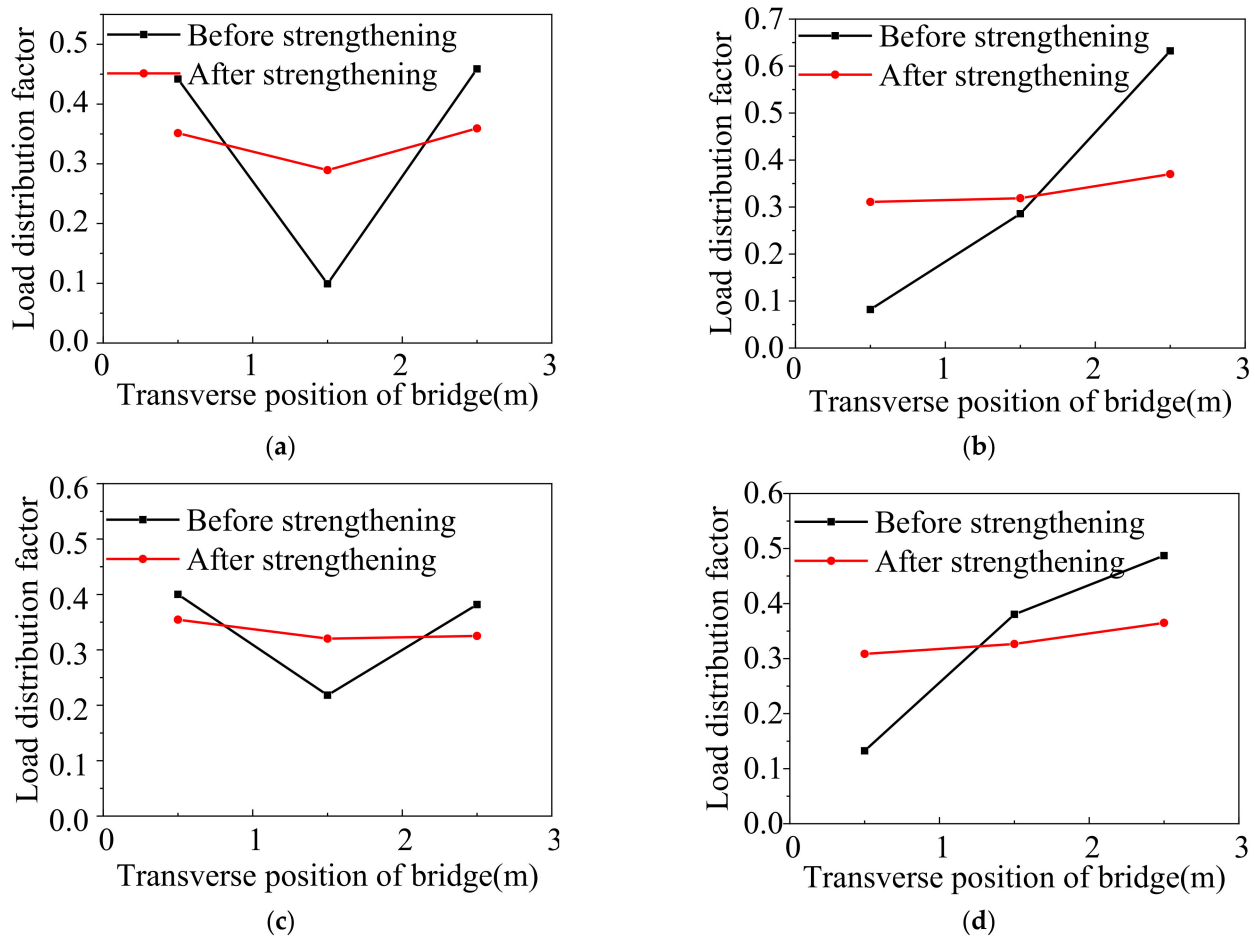 Load distribution factor
0.5
0.4
0.3
0.2
0.1
0.0
Before strengthening
After strengthening
0 1 2 3
Transverse position of bridge(m)
(a)
Load distribution factor
0.7
0.6
0.5
0.4
0.3
0.2
0.1
0.0
Before strengthening
After strengthening
0 1 2 3
Transverse position of bridge(m)
(b)
Load distribution factor
0.6
0.5
0.4
0.3
0.2
0.1
0.0
Before strengthening
After strengthening
0 1 2 3
Transverse position of bridge(m)
(c)
Load distribution factor
0.6
0.5
0.4
0.3
0.2
0.1
0.0
Before strengthening
After strengthening
0 1 2 3
Transverse position of bridge(m)
(d)